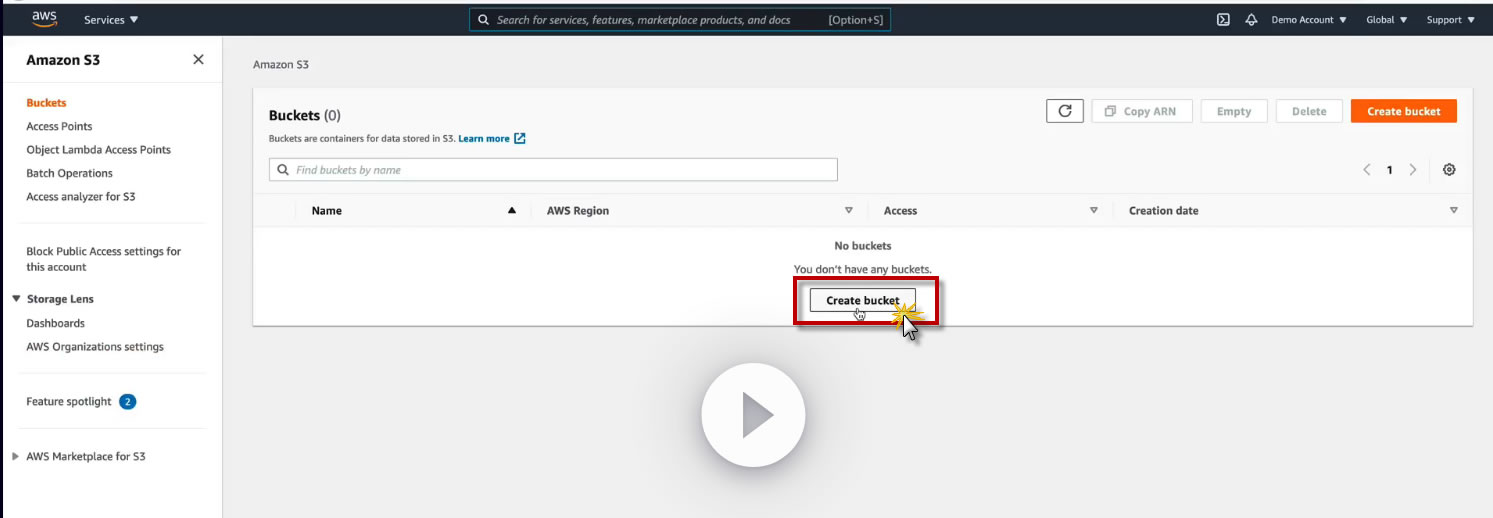 aws
Services
Search for services, features, marketplace products, and docs [Option+S]
Demo Account
Global
Support
Amazon S3
Buckets
Access Points
Object Lambda Access Points
Batch Operations
Access analyzer for S3
Block Public Access settings for
this account
Storage Lens
Dashboards
AWS Organizations settings
Feature spotlight 2
AWS Marketplace for S3
Amazon S3
Buckets (0)
Copy ARN
Empty
Delete
Create bucket
Buckets are containers for data stored in S3. Learn more
Find buckets by name
1
Name
AWS Region
Access
Creation date
No buckets
You don't have any buckets.
Create bucket